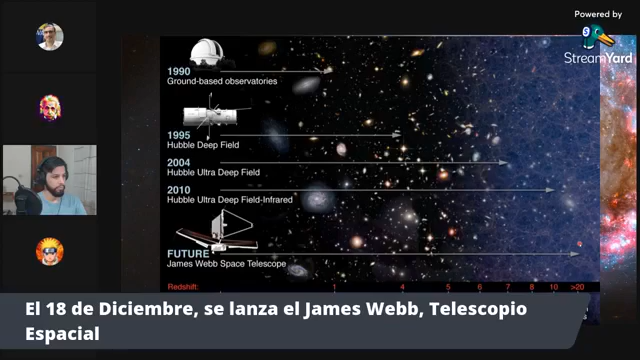 Powered by
StreamYard
1990
Ground-based observatories
1995
Hubble Deep Field
2004
Hubble Ultra Deep Field
2010
Hubble Ultra Deep Field-Infrared
FUTURE
James Webb Space Telescope
Redshift: 1 4 5 6 7 8 10 >20
El 18 de Diciembre, se lanza el James Webb, Telescopio
Espacial